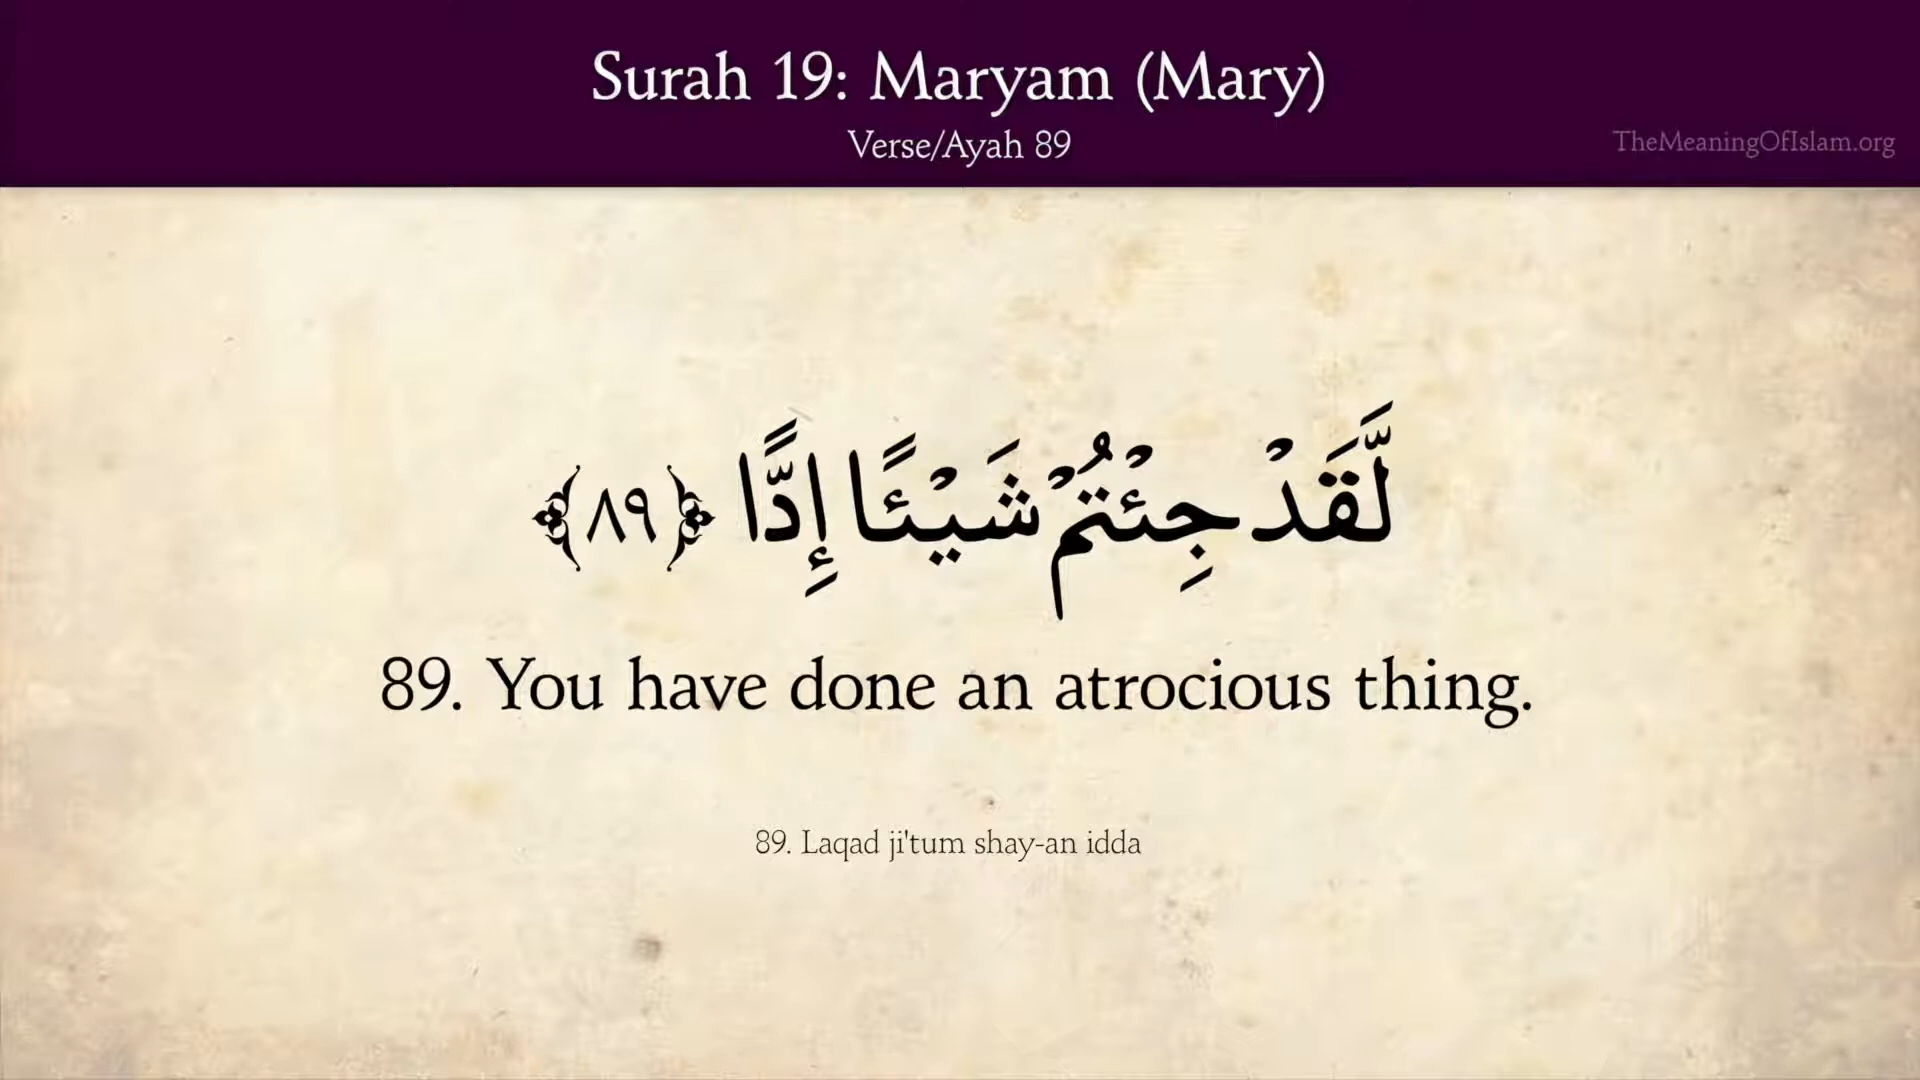 Surah 19: Maryam (Mary)
Verse/Ayah 89
TheMeaningOfIslam.org
لَّقَدْ جِئْتُمْ شَيْئًا إِدًّا ﴿٨٩﴾
89. You have done an atrocious thing.
89. Laqad ji'tum shay-an idda